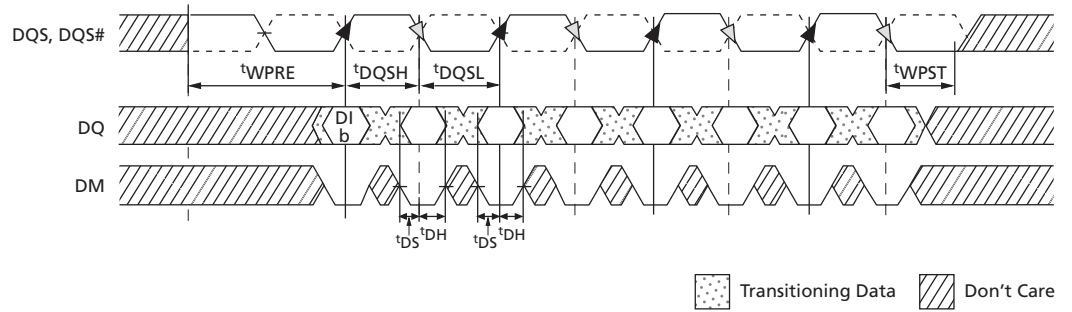 DQS, DQS#
tWPRE tDQSH tDQSL tWPST
DQ
DI
b
DM
tDS tDH tDS tDH
Transitioning Data Don't Care